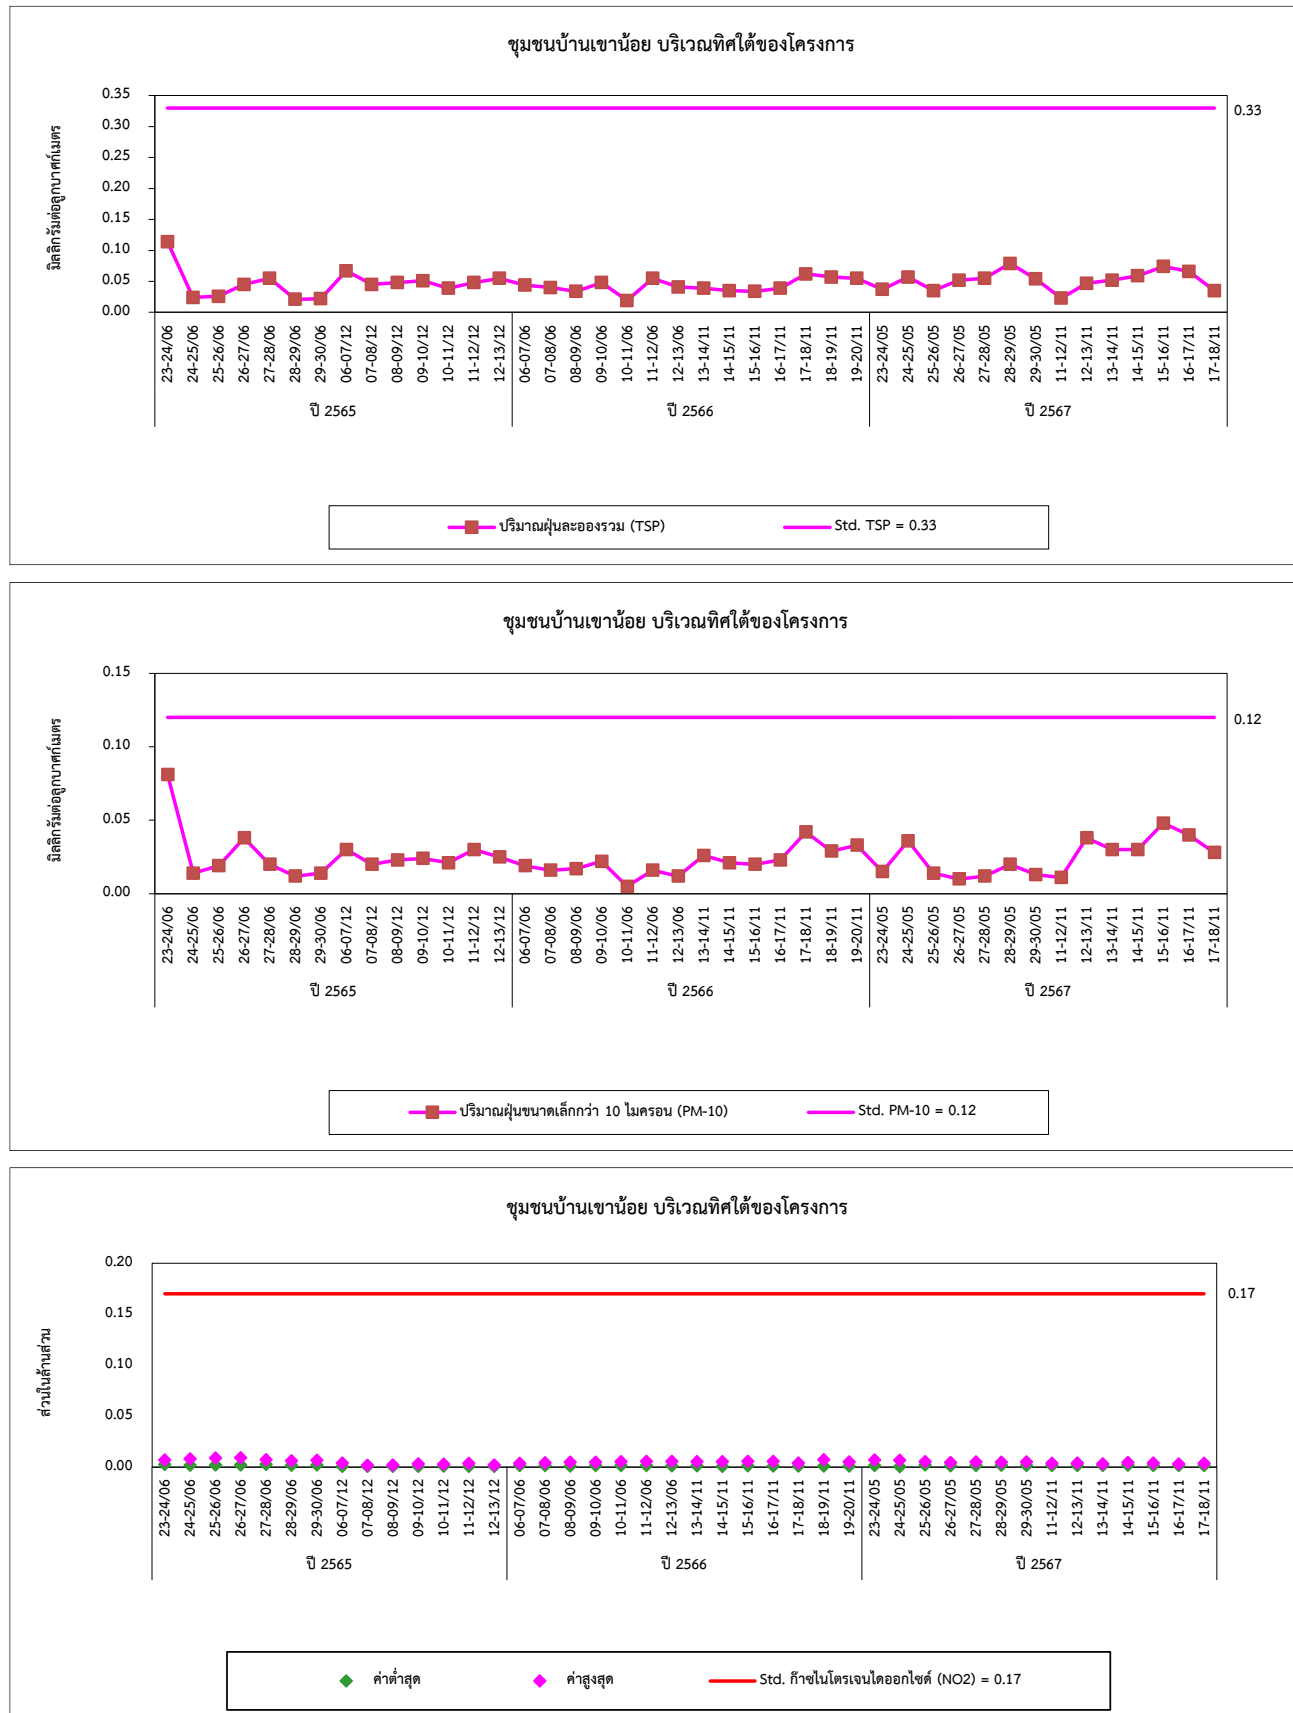 ชุมชนบ้านเขาน้อย บริเวณทิศใต้ของโครงการ
มิลลิกรัมต่อลูกบาศก์เมตร
0.35
0.30
0.25
0.20
0.15
0.10
0.05
0.00
0.33
23-24/06 24-25/06 25-26/06 26-27/06 27-28/06 28-29/06 29-30/06 06-07/12 07-08/12 08-09/12 09-10/12 10-11/12 11-12/12 12-13/12 06-07/06 07-08/06 08-09/06 09-10/06 10-11/06 11-12/06 12-13/06 13-14/11 14-15/11 15-16/11 16-17/11 17-18/11 18-19/11 19-20/11 23-24/05 24-25/05 25-26/05 26-27/05 27-28/05 28-29/05 29-30/05 11-12/11 12-13/11 13-14/11 14-15/11 15-16/11 16-17/11 17-18/11
ปี 2565 ปี 2566 ปี 2567
ปริมาณฝุ่นละอองรวม (TSP) Std. TSP = 0.33
ชุมชนบ้านเขาน้อย บริเวณทิศใต้ของโครงการ
มิลลิกรัมต่อลูกบาศก์เมตร
0.15
0.10
0.05
0.00
0.12
23-24/06 24-25/06 25-26/06 26-27/06 27-28/06 28-29/06 29-30/06 06-07/12 07-08/12 08-09/12 09-10/12 10-11/12 11-12/12 12-13/12 06-07/06 07-08/06 08-09/06 09-10/06 10-11/06 11-12/06 12-13/06 13-14/11 14-15/11 15-16/11 16-17/11 17-18/11 18-19/11 19-20/11 23-24/05 24-25/05 25-26/05 26-27/05 27-28/05 28-29/05 29-30/05 11-12/11 12-13/11 13-14/11 14-15/11 15-16/11 16-17/11 17-18/11
ปี 2565 ปี 2566 ปี 2567
ปริมาณฝุ่นขนาดเล็กกว่า 10 ไมครอน (PM-10) Std. PM-10 = 0.12
ชุมชนบ้านเขาน้อย บริเวณทิศใต้ของโครงการ
ส่วนในล้านส่วน
0.20
0.15
0.10
0.05
0.00
0.17
23-24/06 24-25/06 25-26/06 26-27/06 27-28/06 28-29/06 29-30/06 06-07/12 07-08/12 08-09/12 09-10/12 10-11/12 11-12/12 12-13/12 06-07/06 07-08/06 08-09/06 09-10/06 10-11/06 11-12/06 12-13/06 13-14/11 14-15/11 15-16/11 16-17/11 17-18/11 18-19/11 19-20/11 23-24/05 24-25/05 25-26/05 26-27/05 27-28/05 28-29/05 29-30/05 11-12/11 12-13/11 13-14/11 14-15/11 15-16/11 16-17/11 17-18/11
ปี 2565 ปี 2566 ปี 2567
ค่าต่ำสุด ค่าสูงสุด Std. ก๊าซไนโตรเจนไดออกไซด์ (NO2) = 0.17